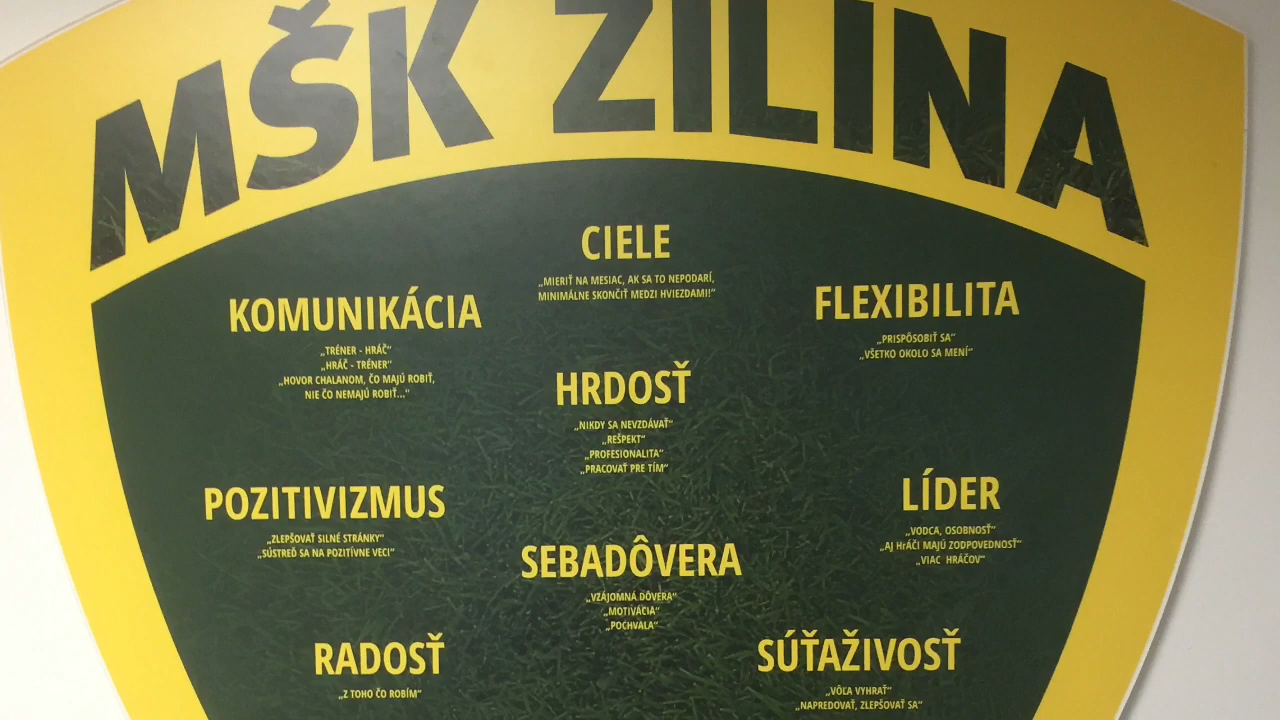 MŠK ŽILINA
CIELE
„MIERIŤ NA MESIAC, AK SA TO NEPODARÍ,
MINIMÁLNE SKONČIŤ MEDZI HVIEZDAMI!“
KOMUNIKÁCIA
„TRÉNER - HRÁČ“
„HRÁČ - TRÉNER“
„HOVOR CHALANOM, ČO MAJÚ ROBIŤ,
NIE ČO NEMAJÚ ROBIŤ...“
FLEXIBILITA
„PRISPÔSOBIŤ SA“
„VŠETKO OKOLO SA MENÍ“
HRDOSŤ
„NIKDY SA NEVZDÁVAŤ“
„REŠPEKT“
„PROFESIONALITA“
„PRACOVAŤ PRE TÍM“
POZITIVIZMUS
„ZLEPŠOVAŤ SILNÉ STRÁNKY“
„SÚSTREĎ SA NA POZITÍVNE VECI“
LÍDER
„VODCA, OSOBNOSŤ“
„AJ HrÁČI MAJÚ ZODPOVEDNOSŤ“
„VIAC HRÁČOV“
SEBADÔVERA
„VZÁJOMNÁ DÔVERA“
„MOTIVÁCIA“
„POCHVALA“
RADOSŤ
„Z TOHO ČO ROBÍM“
SÚŤAŽIVOSŤ
„VÔĽA VYHRAŤ“
„NAPREDOVAŤ, ZLEPŠOVAŤ SA“